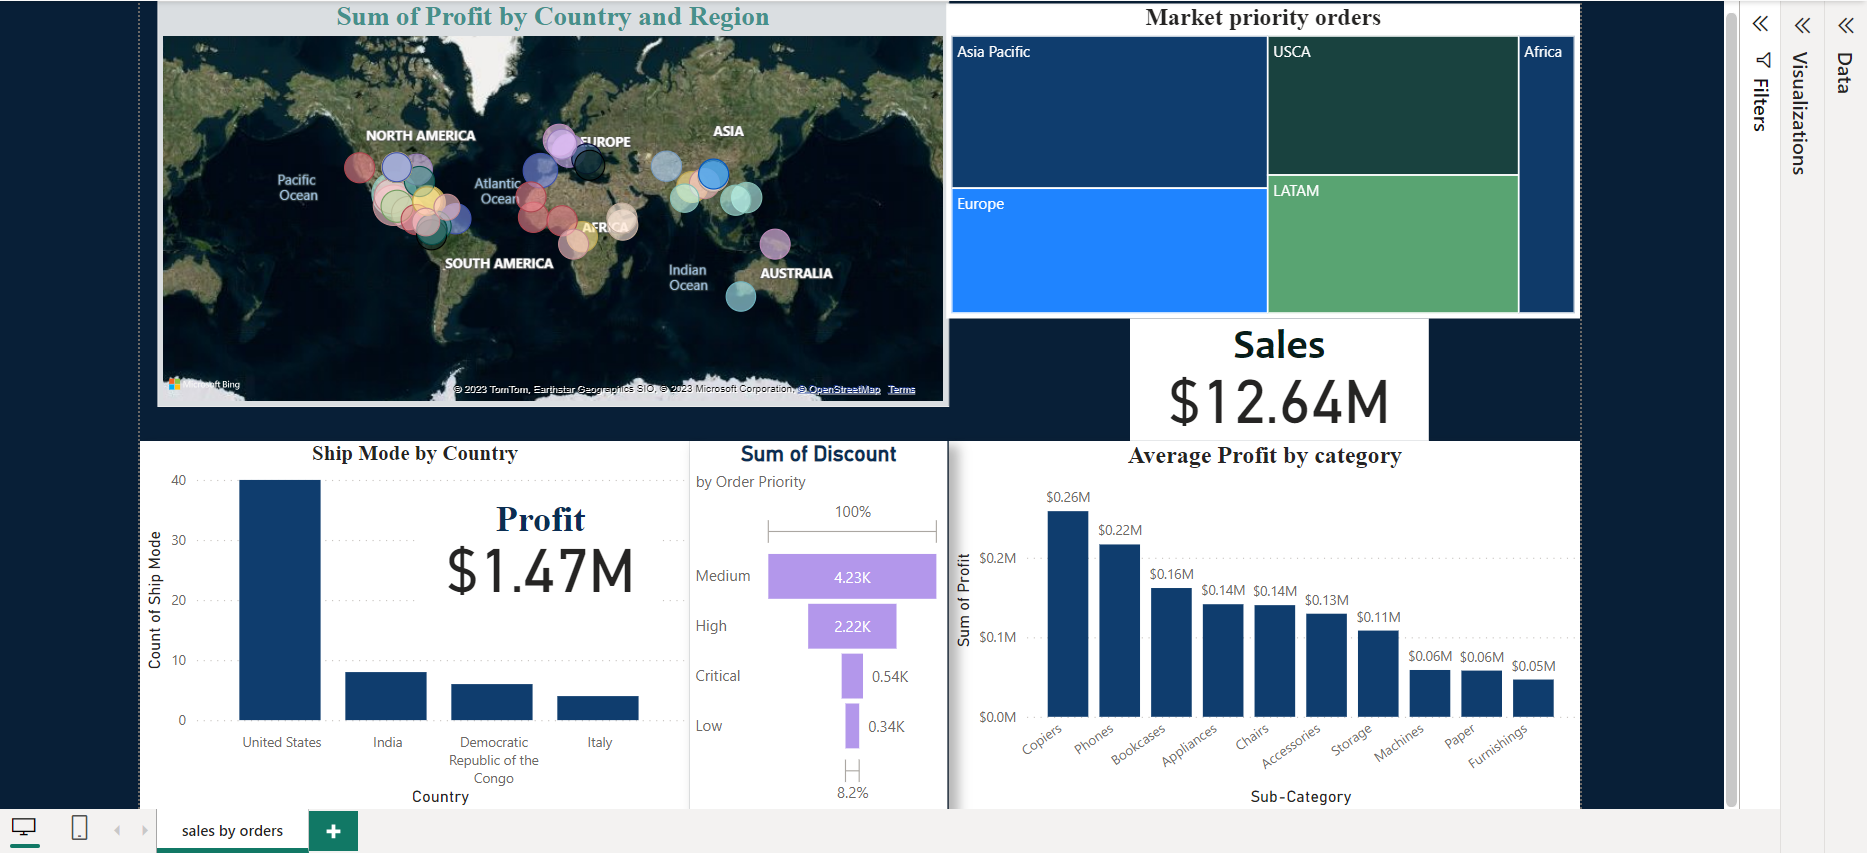 Sum of Profit by Country and Region
NORTH AMERICA
EUROPE
ASIA
Pacific
Ocean
Atlantic
Ocean
AFRICA
SOUTH AMERICA
Indian
Ocean
AUSTRALIA
Microsoft Bing
© 2023 TomTom, Earthstar Geographics SIO, © 2023 Microsoft Corporation, © OpenStreetMap Terms
Market priority orders
Asia Pacific
USCA
Africa
Europe
LATAM
Sales
$12.64M
Ship Mode by Country
Count of Ship Mode
40
30
20
10
0
Profit
$1.47M
United States
India
Democratic
Republic of the
Congo
Italy
Country
Sum of Discount
by Order Priority
100%
Medium 4.23K
High 2.22K
Critical 0.54K
Low 0.34K
8.2%
Average Profit by category
Sum of Profit
$0.2M
$0.1M
$0.0M
$0.26M
$0.22M
$0.16M
$0.14M
$0.14M
$0.13M
$0.11M
$0.06M
$0.06M
$0.05M
Copiers
Phones
Bookcases
Appliances
Chairs
Accessories
Storage
Machines
Paper
Furnishings
Sub-Category
Filters
Visualizations
Data
sales by orders